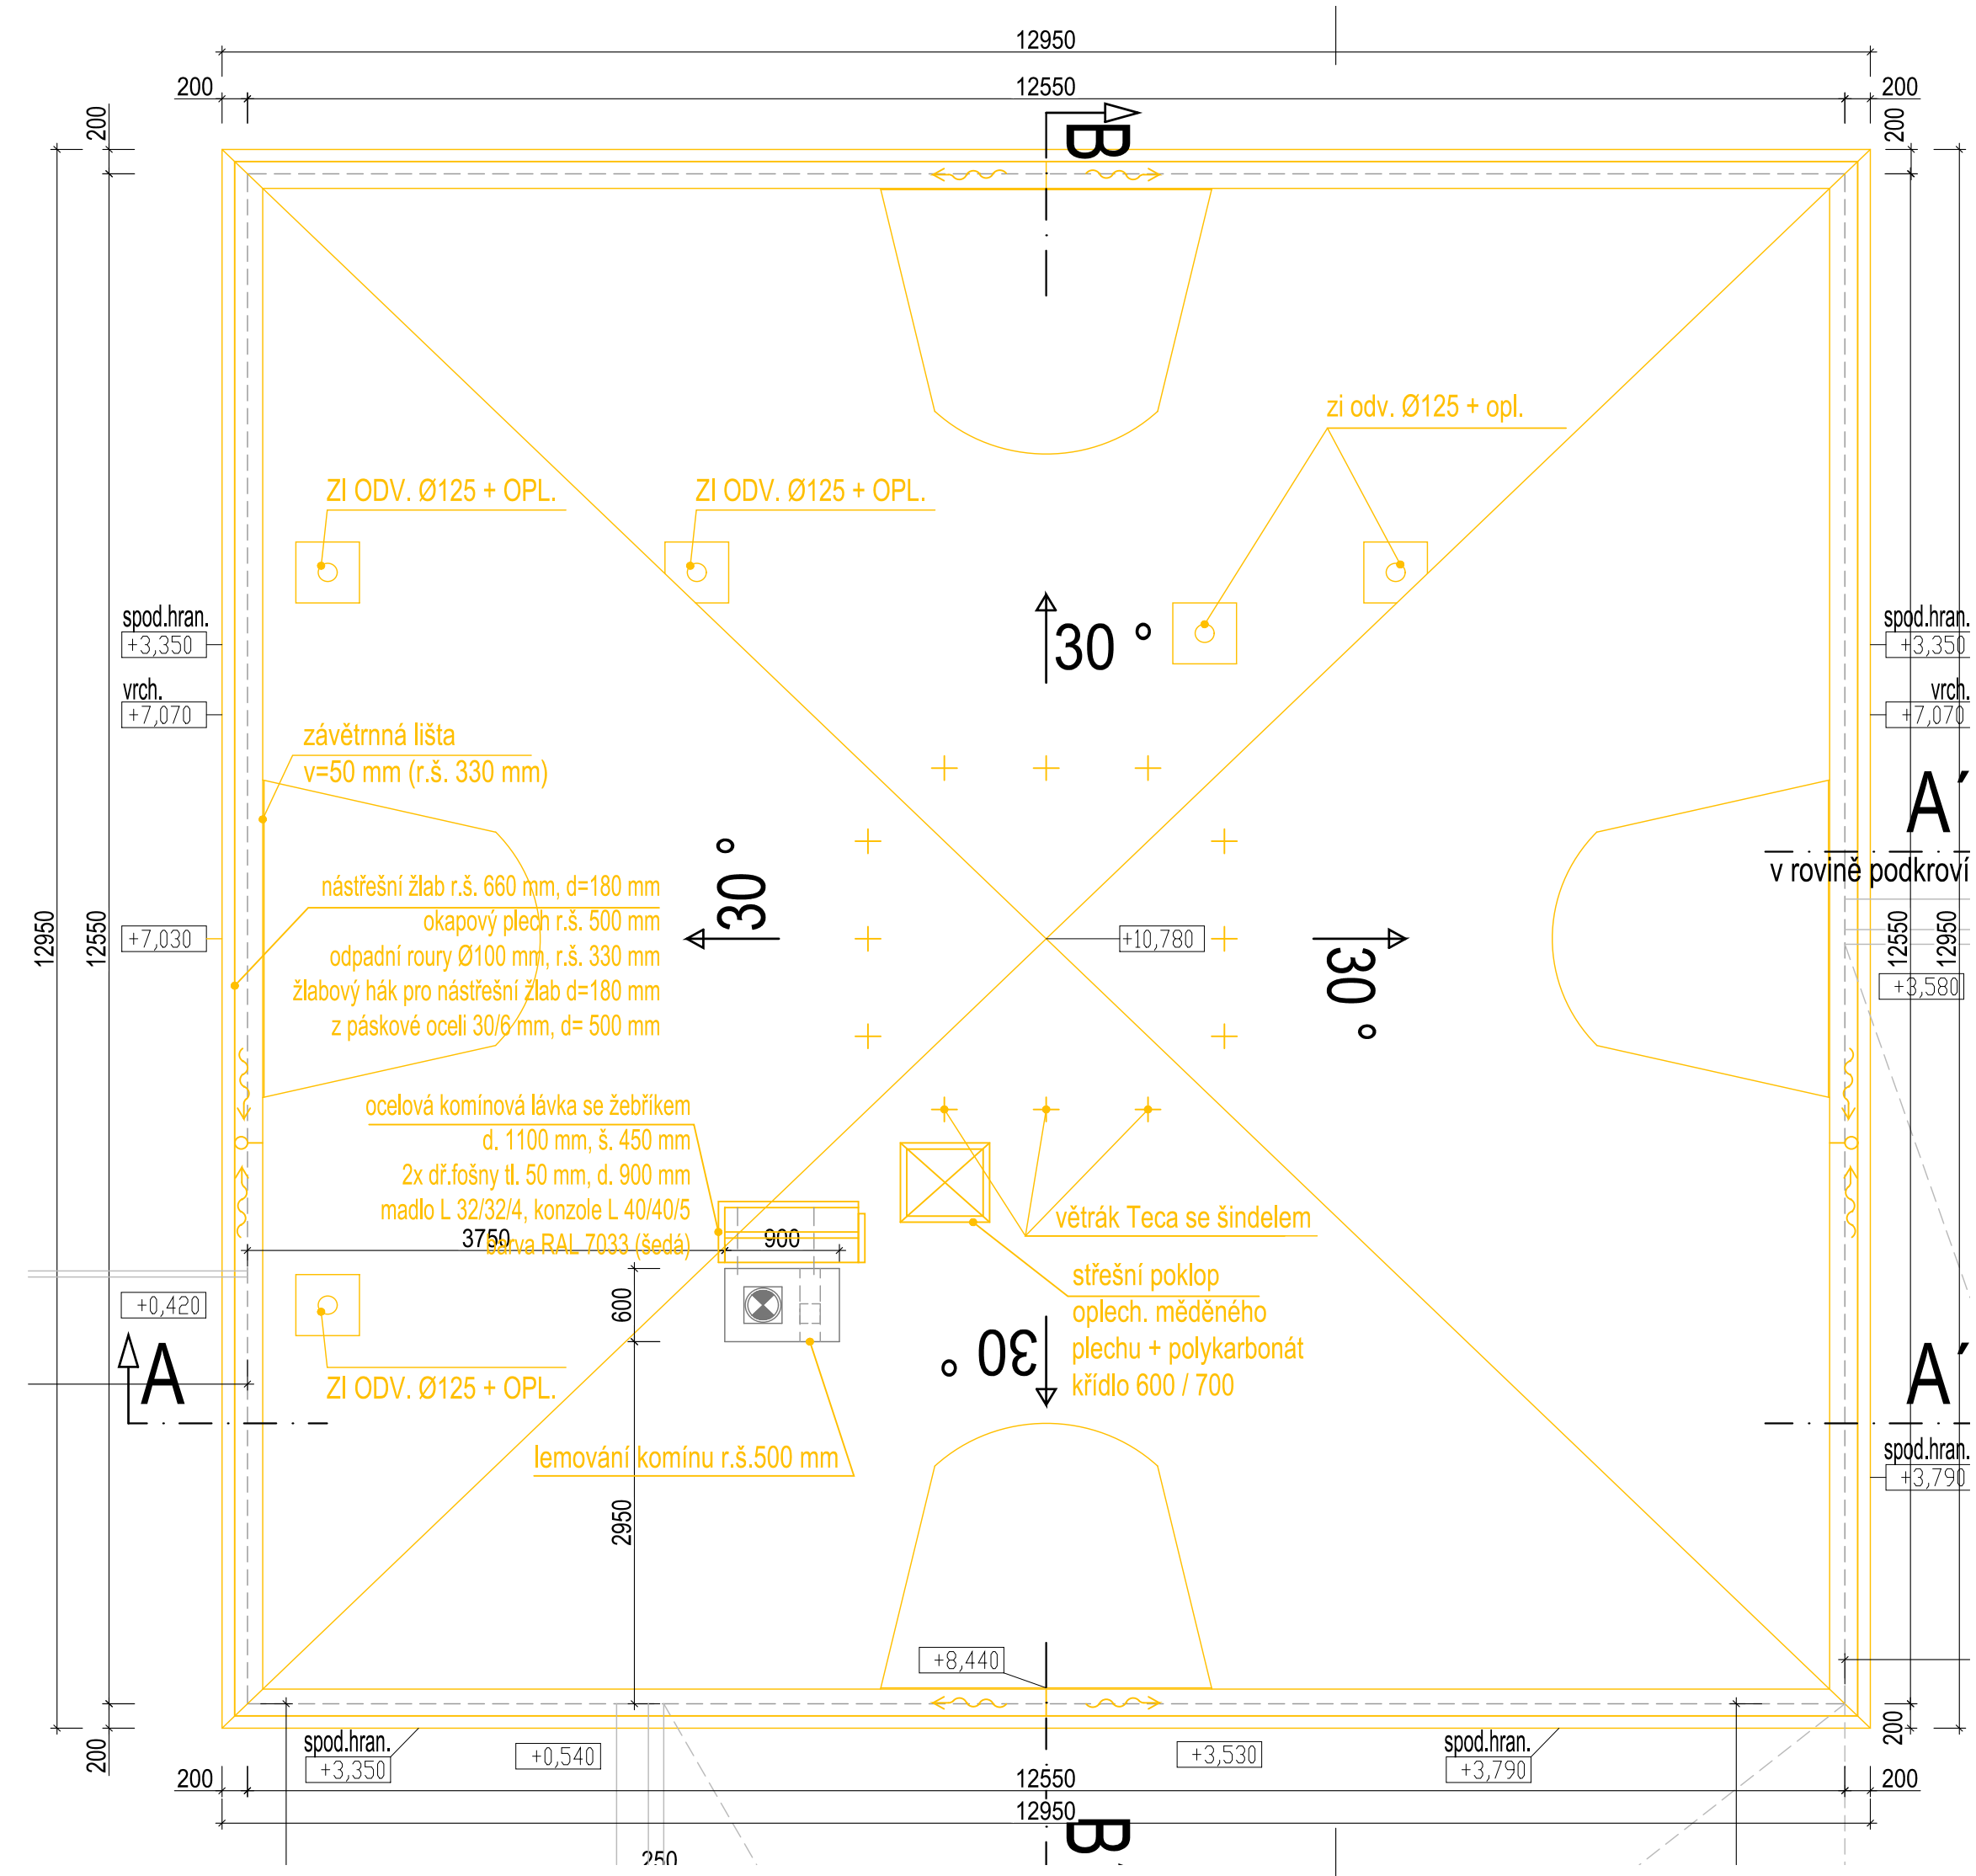 12950
200
12550
200
200
200
B
zi odv. Ø125 + opl.
ZI ODV. Ø125 + OPL.
ZI ODV. Ø125 + OPL.
spod.hran.
+3,350
spod.hran.
+3,350
30 °
vrch.
+7,070
vrch.
+7,070
závětrnná lišta
v=50 mm (r.š. 330 mm)
A´
v rovině podkroví
30 °
nástřešní žlab r.š. 660 mm, d=180 mm
okapový plech r.š. 500 mm
odpadní roury Ø100 mm, r.š. 330 mm
žlabový hák pro nástřešní žlab d=180 mm
z páskové oceli 30/6 mm, d= 500 mm
12950
12550
+7,030
+10,780
30 °
12550
12950
+3,580
ocelová komínová lávka se žebříkem
d. 1100 mm, š. 450 mm
2x dř.fošny tl. 50 mm, d. 900 mm
madlo L 32/32/4, konzole L 40/40/5
barva RAL 7033 (šedá)
3750
900
větrák Teca se šindelem
střešní poklop
oplech. měděného
plechu + polykarbonát
křídlo 600 / 700
600
+0,420
30 °
A
ZI ODV. Ø125 + OPL.
A´
lemování komínu r.š.500 mm
spod.hran.
+3,790
2950
+8,440
spod.hran.
+3,350
+0,540
+3,530
spod.hran.
+3,790
200
200
200
12550
200
12950
B
250